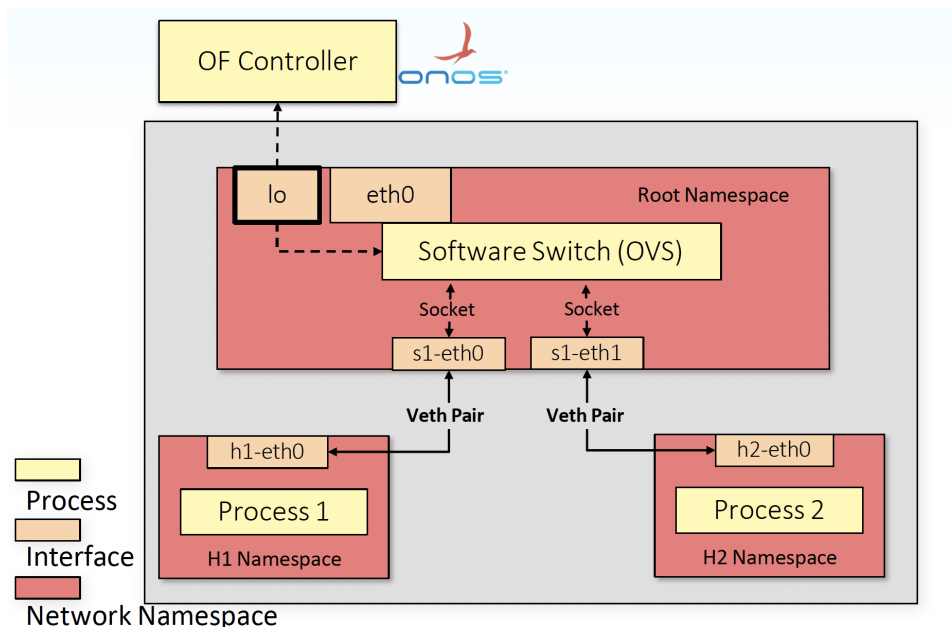 OF Controller
onos
lo
eth0
Root Namespace
Software Switch (OVS)
Socket
Socket
s1-eth0
s1-eth1
Veth Pair
Veth Pair
h1-eth0
h2-eth0
Process 1
Process 2
H1 Namespace
H2 Namespace
Process
Interface
Network Namespace